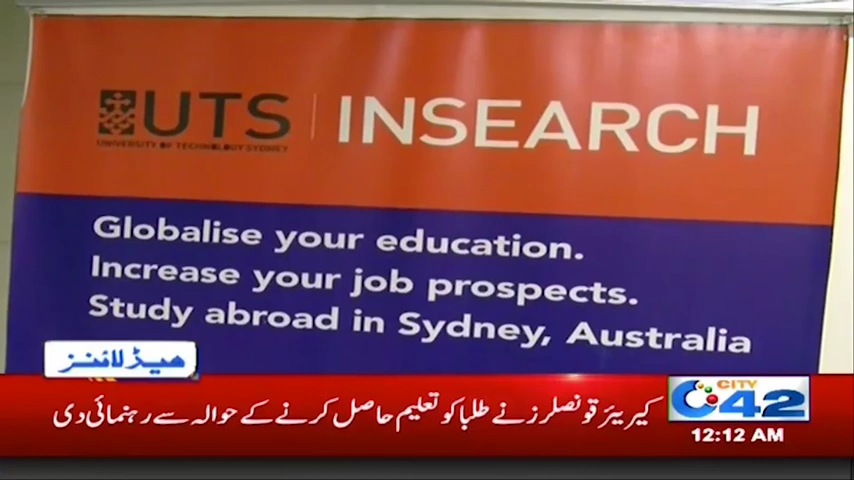 UTS
INSEARCH
UNIVERSITY OF TECHNOLOGY SYDNEY
Globalise your education.
Increase your job prospects.
Study abroad in Sydney, Australia
ہیڈلائنز
کیریئر قونصلرز نے طلبا کو تعلیم حاصل کرنے کے حوالہ سے رہنمائی دی
CITY
42
12:12 AM